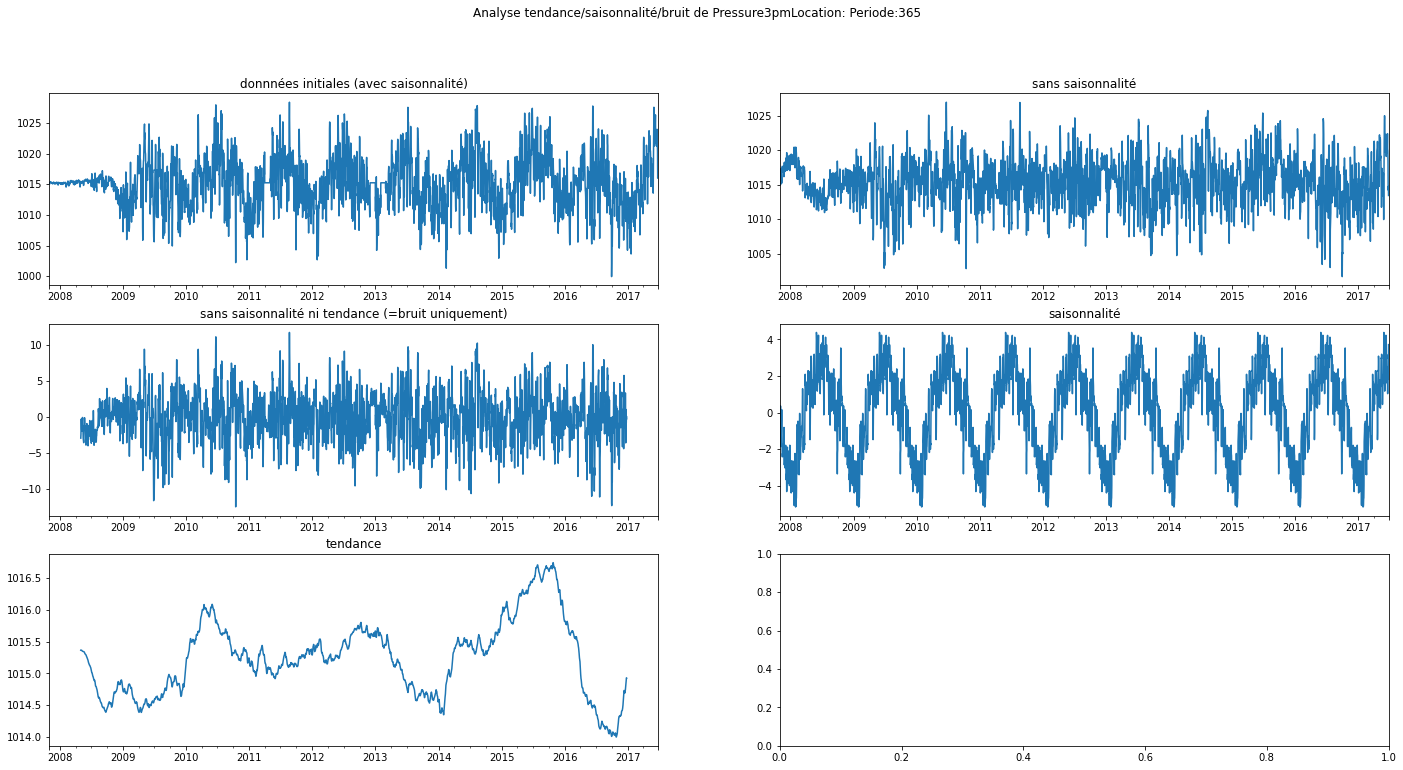 Analyse tendance/saisonnalité/bruit de Pressure3pmLocation: Periode:365
donnnées initiales (avec saisonnalité)
1025
1020
1015
1010
1005
1000
2008 2009 2010 2011 2012 2013 2014 2015 2016 2017
sans saisonnalité
1025
1020
1015
1010
1005
2008 2009 2010 2011 2012 2013 2014 2015 2016 2017
sans saisonnalité ni tendance (=bruit uniquement)
10
5
0
−5
−10
2008 2009 2010 2011 2012 2013 2014 2015 2016 2017
saisonnalité
4
2
0
−2
−4
2008 2009 2010 2011 2012 2013 2014 2015 2016 2017
tendance
1016.5
1016.0
1015.5
1015.0
1014.5
1014.0
2008 2009 2010 2011 2012 2013 2014 2015 2016 2017
1.0
0.8
0.6
0.4
0.2
0.0
0.0 0.2 0.4 0.6 0.8 1.0